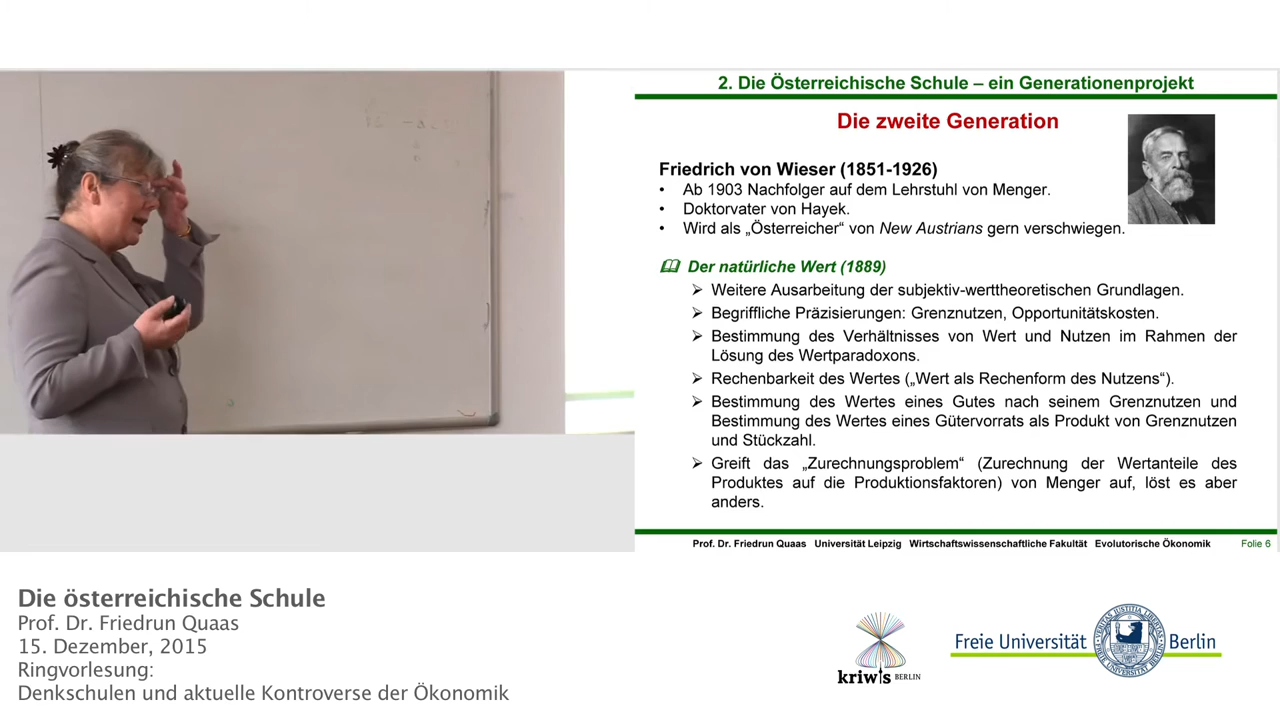 2. Die Österreichische Schule – ein Generationenprojekt
Die zweite Generation
Friedrich von Wieser (1851-1926)
• Ab 1903 Nachfolger auf dem Lehrstuhl von Menger.
• Doktorvater von Hayek.
• Wird als „Österreicher“ von New Austrians gern verschwiegen.
Der natürliche Wert (1889)
➢ Weitere Ausarbeitung der subjektiv-werttheoretischen Grundlagen.
➢ Begriffliche Präzisierungen: Grenznutzen, Opportunitätskosten.
➢ Bestimmung des Verhältnisses von Wert und Nutzen im Rahmen der
Lösung des Wertparadoxons.
➢ Rechenbarkeit des Wertes („Wert als Rechenform des Nutzens“).
➢ Bestimmung des Wertes eines Gutes nach seinem Grenznutzen und
Bestimmung des Wertes eines Gütervorrats als Produkt von Grenznutzen
und Stückzahl.
➢ Greift das „Zurechnungsproblem“ (Zurechnung der Wertanteile des
Produktes auf die Produktionsfaktoren) von Menger auf, löst es aber
anders.
Prof. Dr. Friedrun Quaas Universität Leipzig Wirtschaftswissenschaftliche Fakultät Evolutorische Ökonomik Folie 6
Die österreichische Schule
Prof. Dr. Friedrun Quaas
15. Dezember, 2015
Ringvorlesung:
Denkschulen und aktuelle Kontroverse der Ökonomik
kriwis BERLIN
Freie Universität Berlin